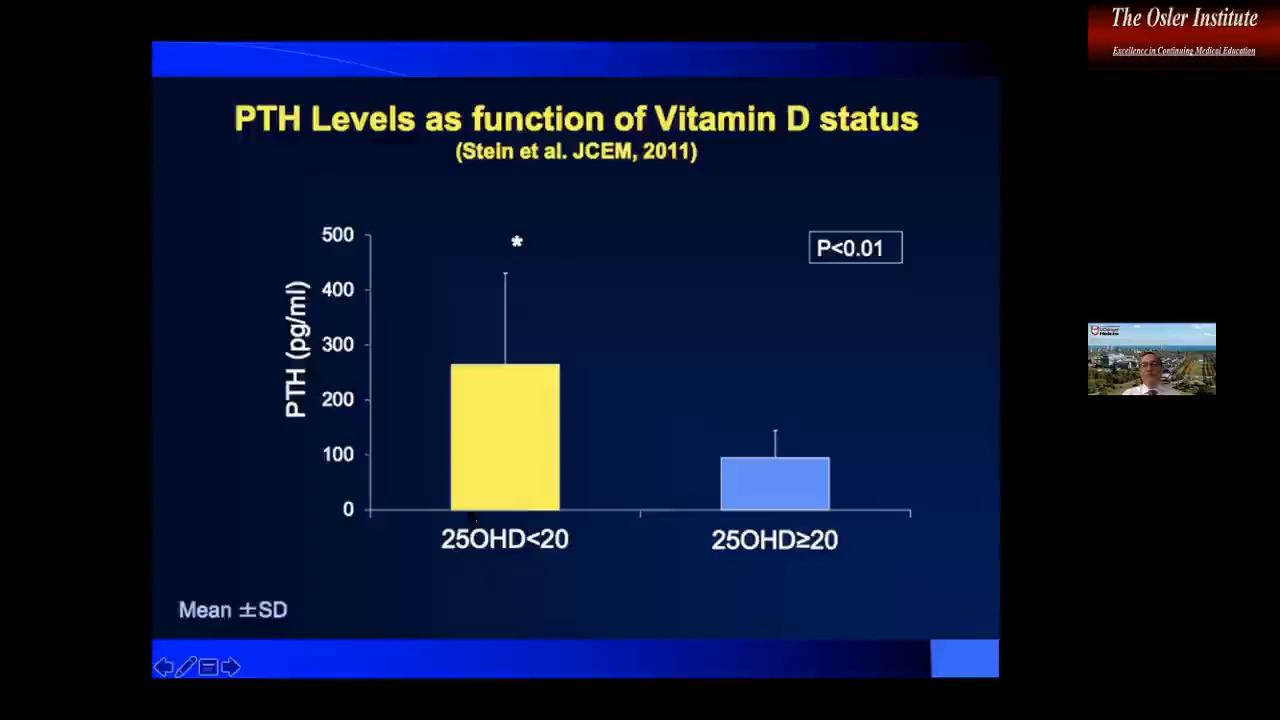 The Osler Institute
Excellence in Continuing Medical Education
PTH Levels as function of Vitamin D status
(Stein et al. JCEM, 2011)
500
*
P<0.01
400
300
200
100
0
PTH (pg/ml)
25OHD<20
25OHD≥20
Mean ±SD
Medicine